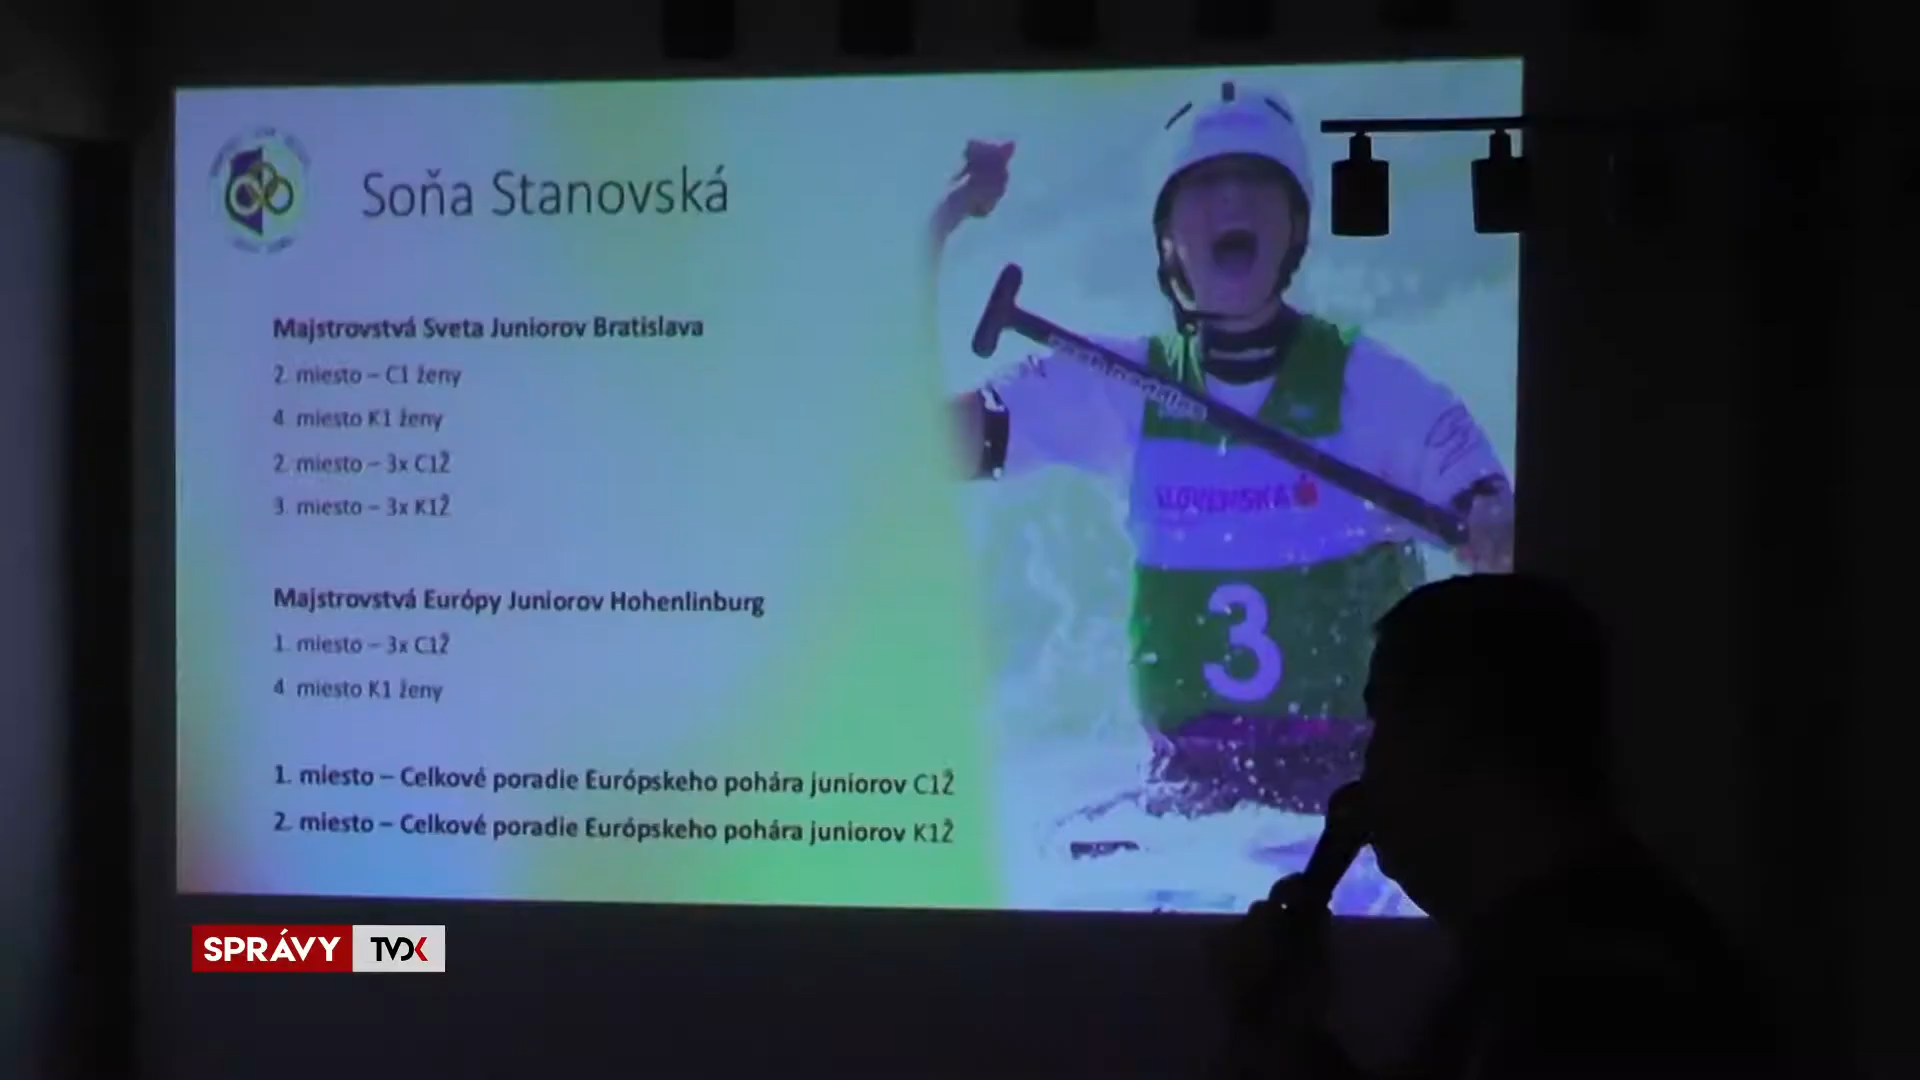 Soňa Stanovská
Majstrovstvá Sveta Juniorov Bratislava
2. miesto – C1 ženy
4. miesto K1 ženy
2. miesto – 3x C1Ž
3. miesto – 3x K1Ž
Majstrovstvá Európy Juniorov Hohenlinburg
1. miesto – 3x C1Ž
4. miesto K1 ženy
1. miesto – Celkové poradie Európskeho pohára juniorov C1Ž
2. miesto – Celkové poradie Európskeho pohára juniorov K1Ž
SLOVENSKÁ
3
SPRÁVY TVDK